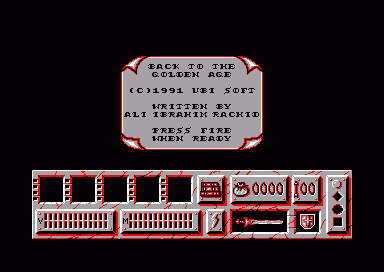 BACK TO THE
GOLDEN AGE
(C)1991 UBI SOFT
WRITTEN BY
ALI IBRAHIM RACHID
PRESS FIRE
WHEN READY
0000
100
V
M